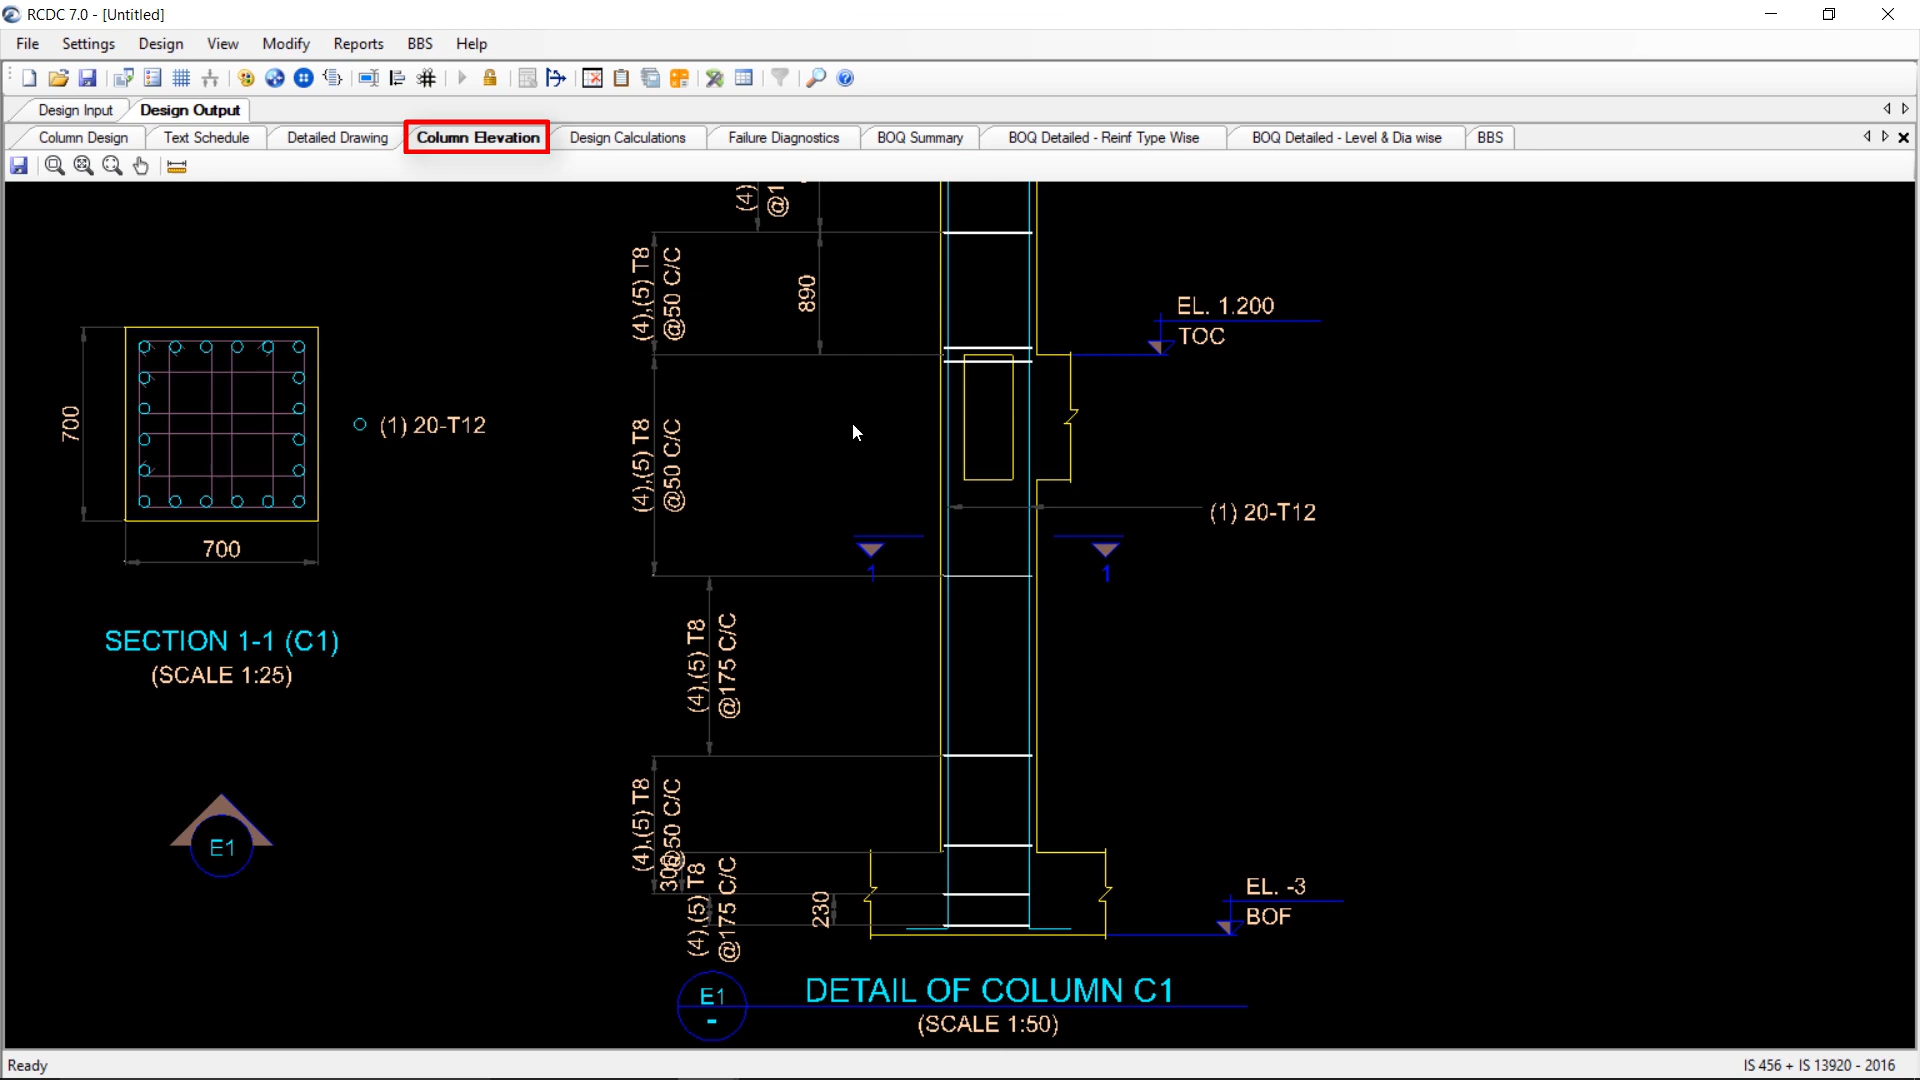 RCDC 7.0 - [Untitled]
File Settings Design View Modify Reports BBS Help
Design Input Design Output
Column Design Text Schedule Detailed Drawing Column Elevation Design Calculations Failure Diagnostics BOQ Summary BOQ Detailed - Reinf Type Wise BOQ Detailed - Level & Dia wise BBS
700
700
(1) 20-T12
SECTION 1-1 (C1)
(SCALE 1:25)
E1
(4)
@1
(4),(5) T8
@50 C/C
890
EL. 1.200
TOC
(4),(5) T8
@50 C/C
(1) 20-T12
1
1
(4),(5) T8
@175 C/C
(4),(5) T8
@50 C/C
(4),(5) T8
@175 C/C
230
EL. -3
BOF
E1
-
DETAIL OF COLUMN C1
(SCALE 1:50)
Ready
IS 456 + IS 13920 - 2016